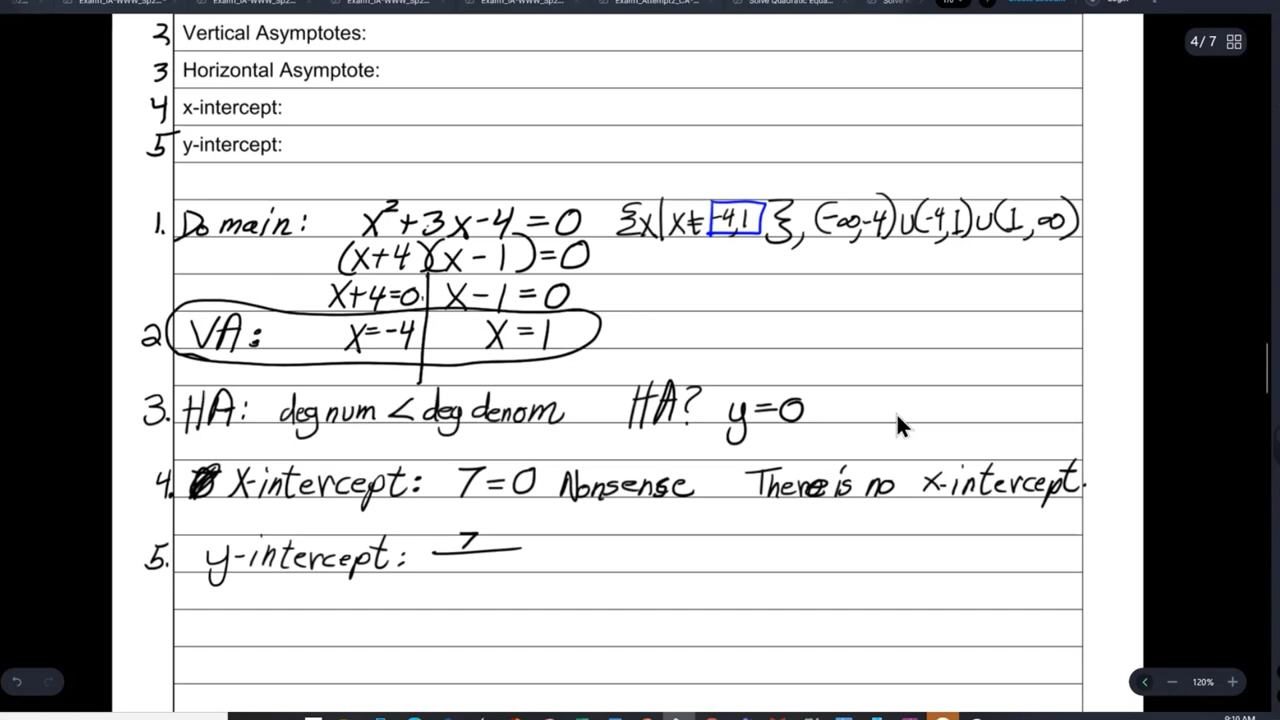 2 Vertical Asymptotes:
3 Horizontal Asymptote:
4 x-intercept:
5 y-intercept:
4 / 7
1. Domain: x²+3x-4=0 {x|x≠-4,1}, (-∞,-4)∪(-4,1)∪(1,∞)
(x+4)(x-1)=0
x+4=0 x-1=0
2 VA: x=-4 x=1
3. HA: deg num < deg denom HA? y=0
4. x-intercept: 7=0 Nonsense There is no x-intercept.
5. y-intercept: 7
120%